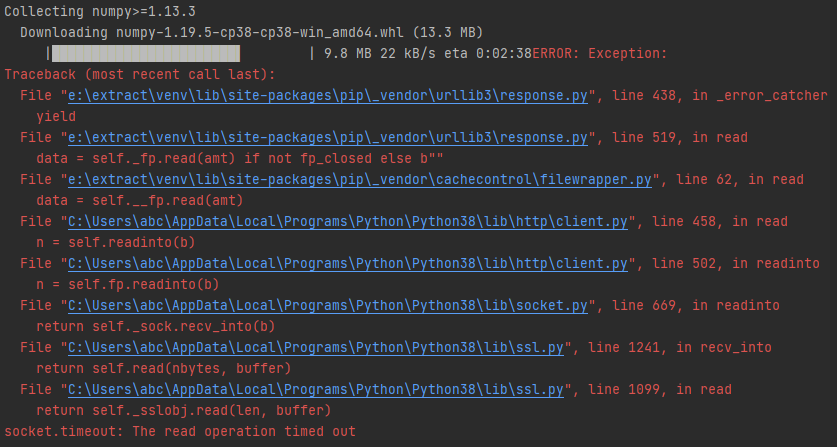 Collecting numpy>=1.13.3
  Downloading numpy-1.19.5-cp38-cp38-win_amd64.whl (13.3 MB)
     |████████████████████████        | 9.8 MB 22 kB/s eta 0:02:38ERROR: Exception:
Traceback (most recent call last):
  File "e:\extract\venv\lib\site-packages\pip\_vendor\urllib3\response.py", line 438, in _error_catcher
    yield
  File "e:\extract\venv\lib\site-packages\pip\_vendor\urllib3\response.py", line 519, in read
    data = self._fp.read(amt) if not fp_closed else b""
  File "e:\extract\venv\lib\site-packages\pip\_vendor\cachecontrol\filewrapper.py", line 62, in read
    data = self.__fp.read(amt)
  File "C:\Users\abc\AppData\Local\Programs\Python\Python38\lib\http\client.py", line 458, in read
    n = self.readinto(b)
  File "C:\Users\abc\AppData\Local\Programs\Python\Python38\lib\http\client.py", line 502, in readinto
    n = self.fp.readinto(b)
  File "C:\Users\abc\AppData\Local\Programs\Python\Python38\lib\socket.py", line 669, in readinto
    return self._sock.recv_into(b)
  File "C:\Users\abc\AppData\Local\Programs\Python\Python38\lib\ssl.py", line 1241, in recv_into
    return self.read(nbytes, buffer)
  File "C:\Users\abc\AppData\Local\Programs\Python\Python38\lib\ssl.py", line 1099, in read
    return self._sslobj.read(len, buffer)
socket.timeout: The read operation timed out